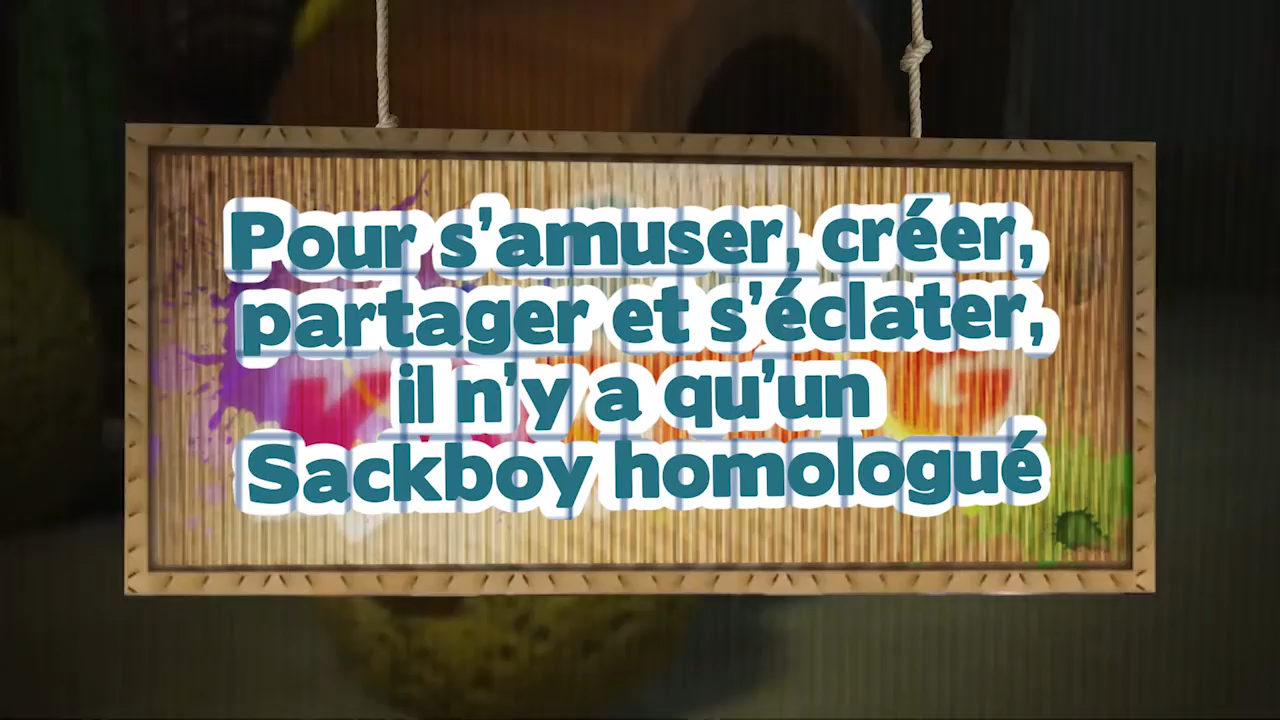 Pour s'amuser, créer,
partager et s'éclater,
il n'y a qu'un
Sackboy homologué